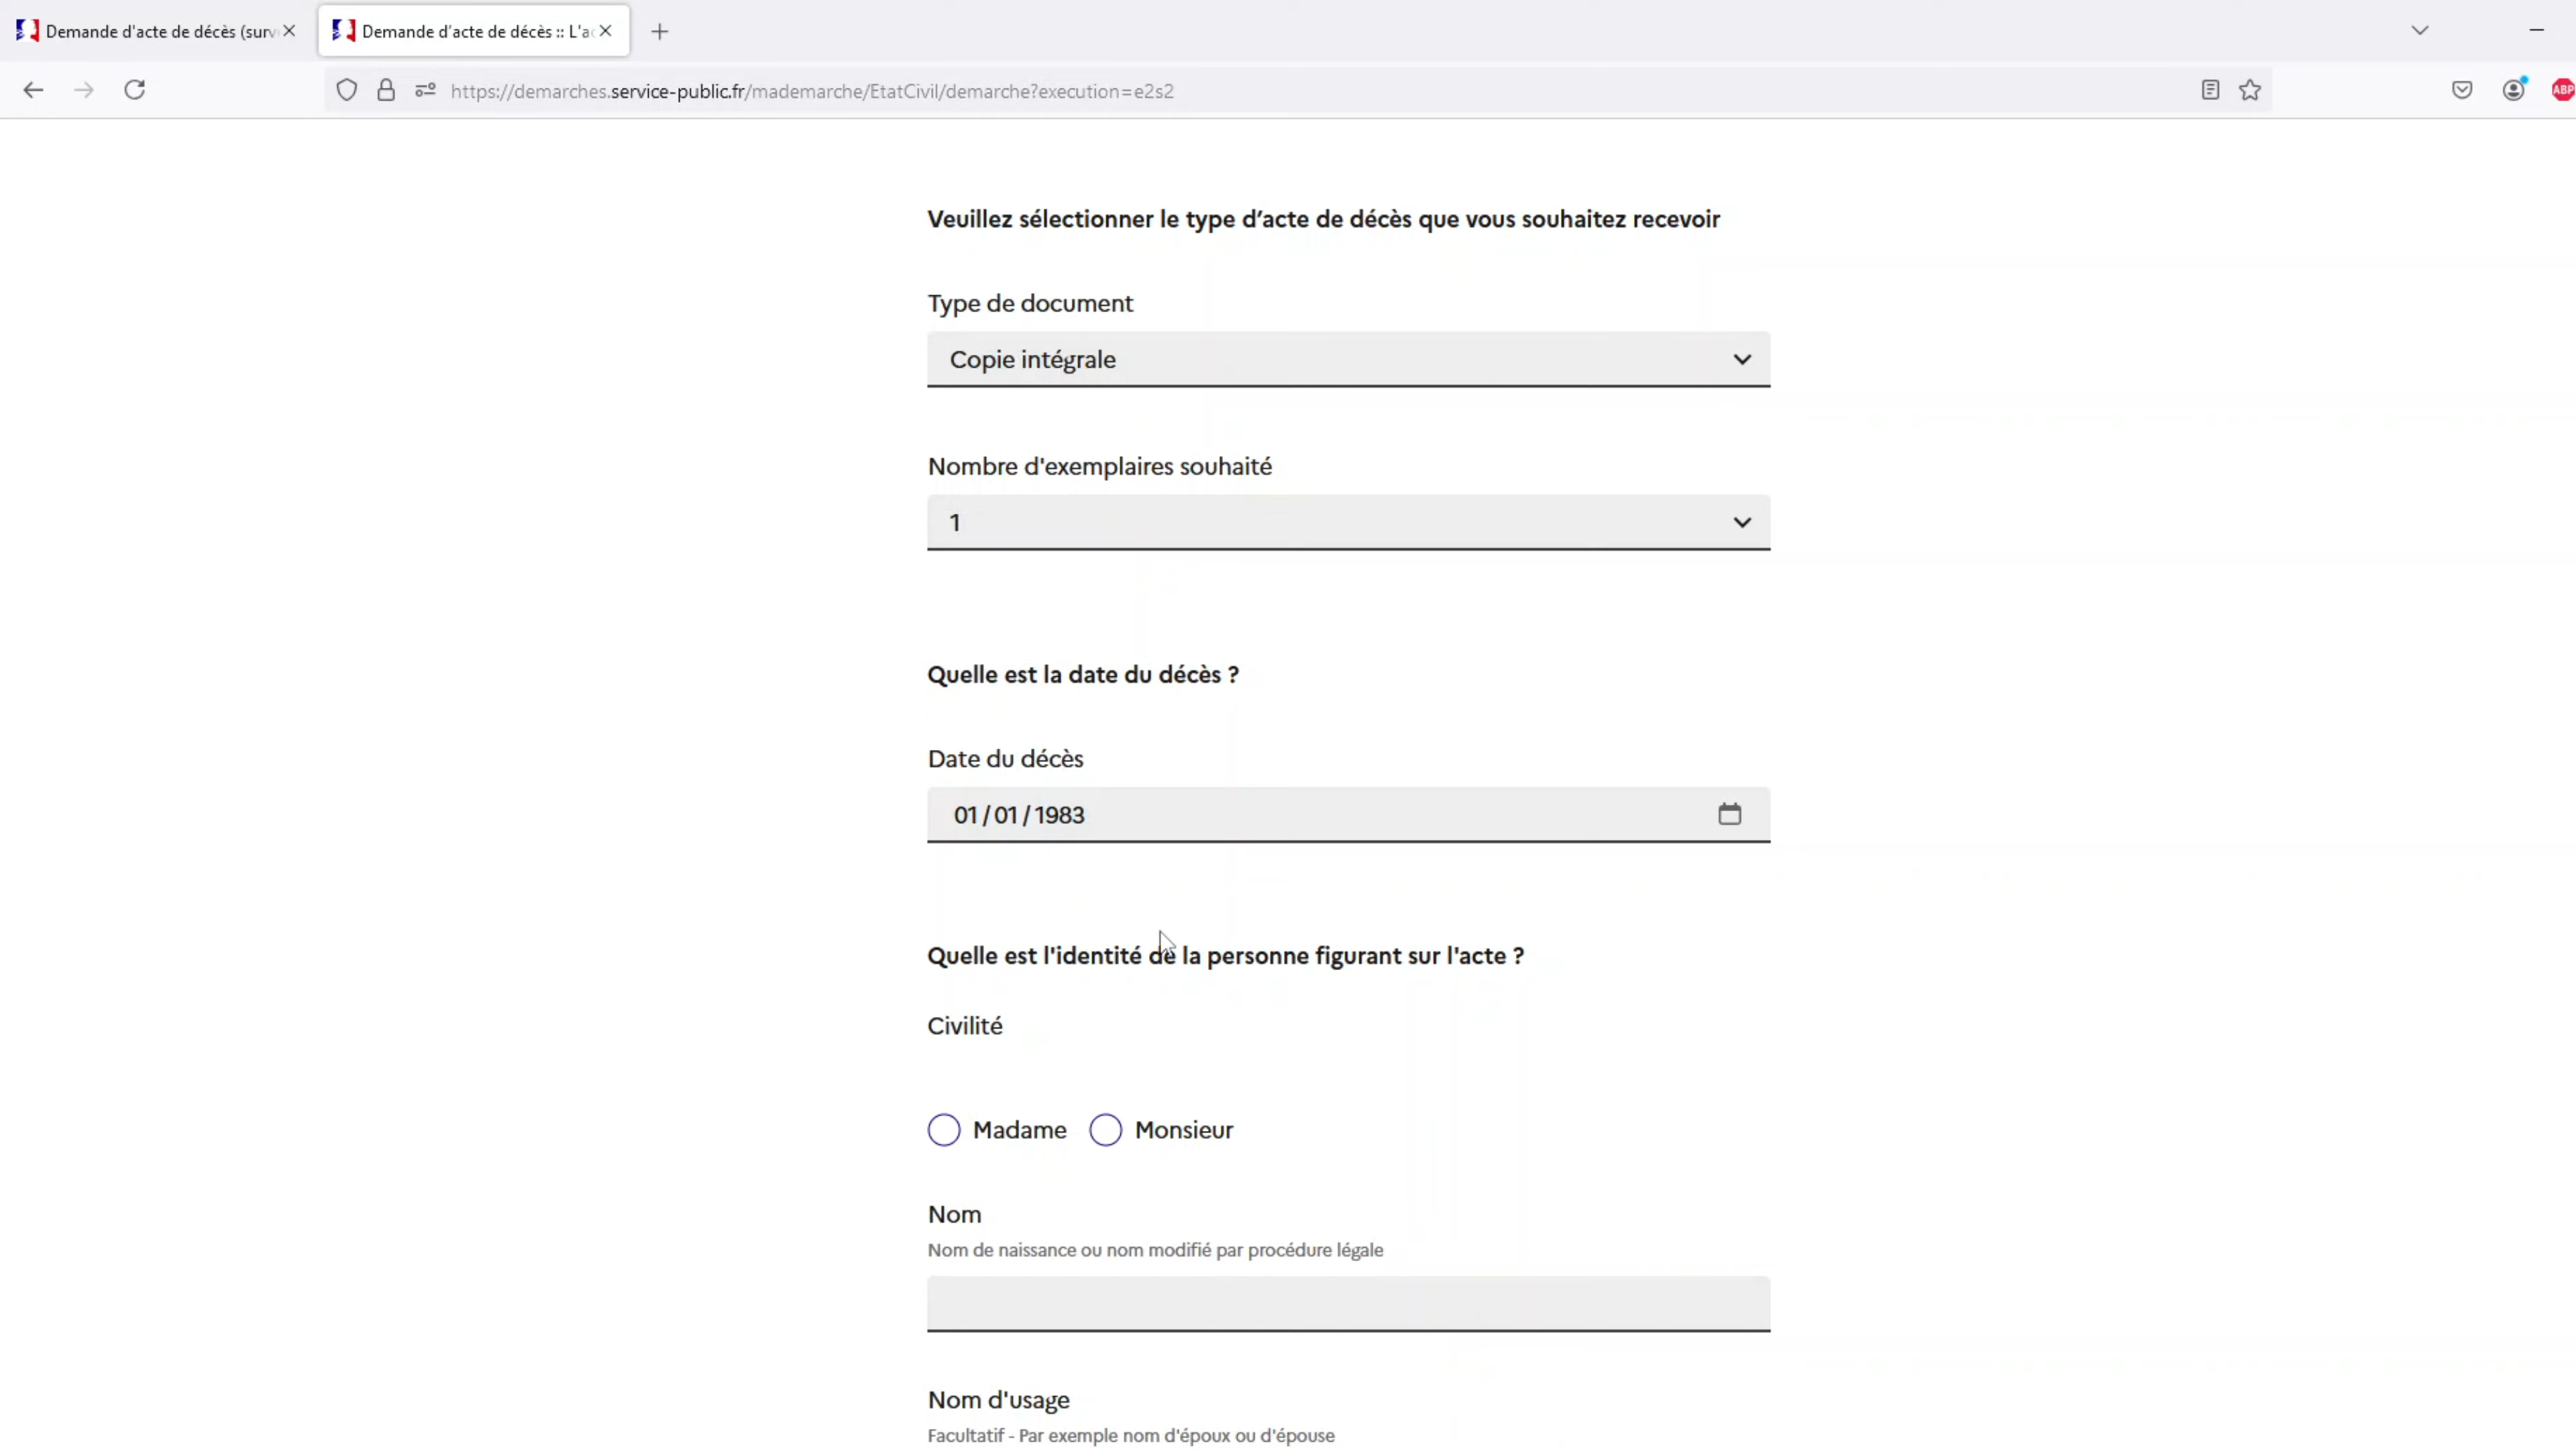 Demande d'acte de décès (surv
Demande d'acte de décès :: L'ac
https://demarches.service-public.fr/mademarche/EtatCivil/demarche?execution=e2s2
ABP
Veuillez sélectionner le type d’acte de décès que vous souhaitez recevoir
Type de document
Copie intégrale
Nombre d'exemplaires souhaité
1
Quelle est la date du décès ?
Date du décès
01 / 01 / 1983
Quelle est l'identité de la personne figurant sur l'acte ?
Civilité
Madame Monsieur
Nom
Nom de naissance ou nom modifié par procédure légale
Nom d'usage
Facultatif - Par exemple nom d'époux ou d'épouse